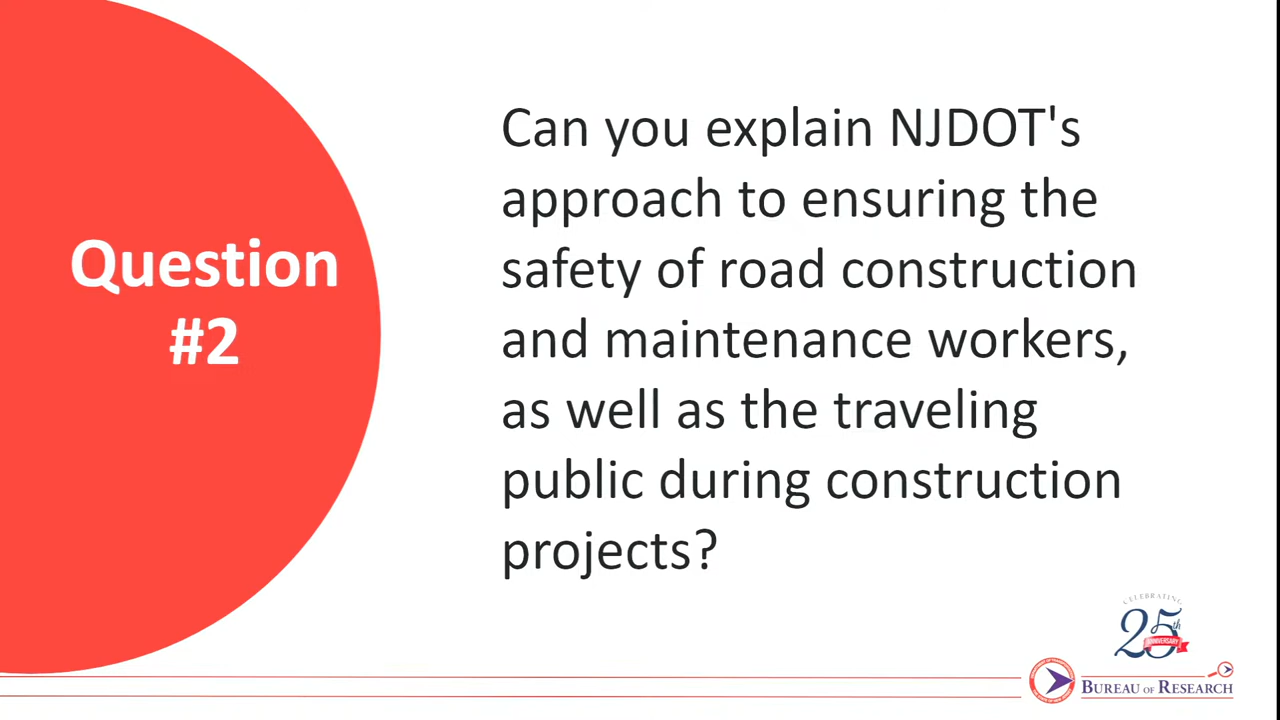 Question
#2
Can you explain NJDOT's
approach to ensuring the
safety of road construction
and maintenance workers,
as well as the traveling
public during construction
projects?
CELEBRATING
25th
ANNIVERSARY
BUREAU OF RESEARCH